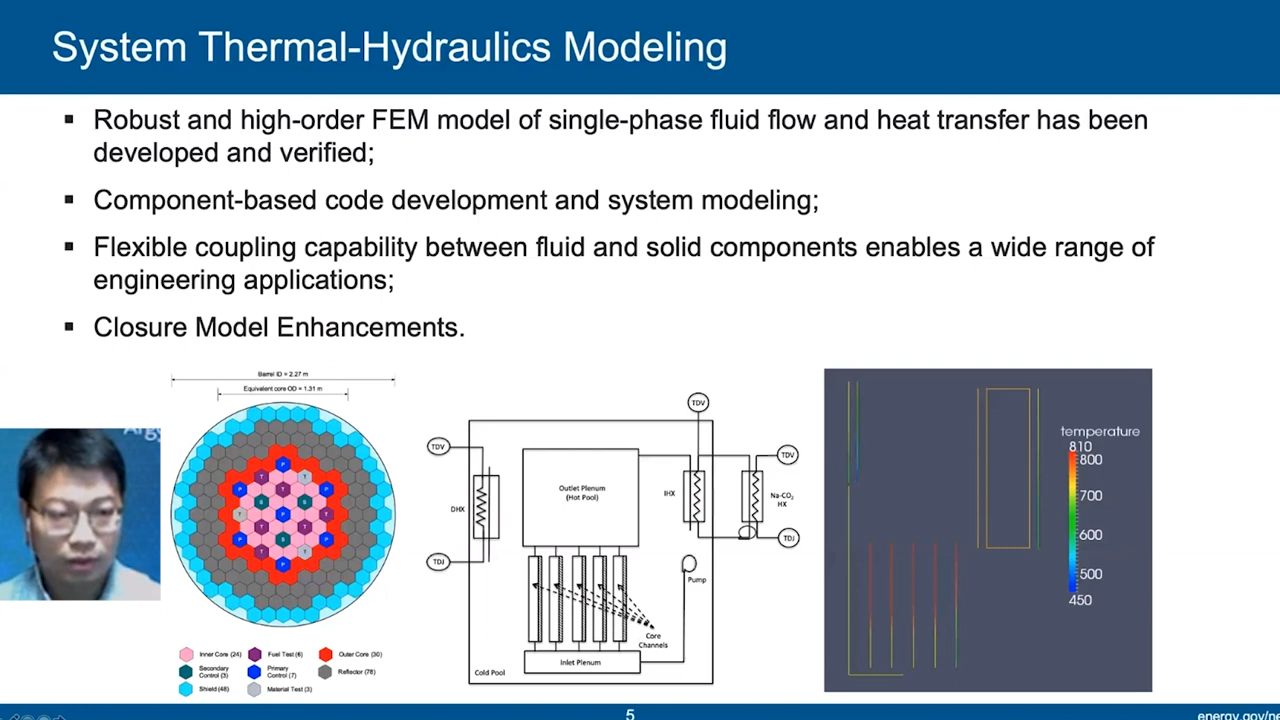 System Thermal-Hydraulics Modeling
▪ Robust and high-order FEM model of single-phase fluid flow and heat transfer has been
developed and verified;
▪ Component-based code development and system modeling;
▪ Flexible coupling capability between fluid and solid components enables a wide range of
engineering applications;
▪ Closure Model Enhancements.
Barrel ID = 2.27 m
Equivalent core OD = 1.31 m
P
T
T
P
T
P
S
S
T
P
T
T
T
P
S
P
T
T
P
Inner Core (24)
Fuel Test (6)
Outer Core (30)
Secondary
Control (3)
Primary
Control (7)
Reflector (78)
Shield (48)
Material Test (3)
TDV
TDV
TDV
DHX
Outlet Plenum
(Hot Pool)
IHX
Na-CO₂
HX
TDJ
TDJ
Pump
Core
Channels
Inlet Plenum
Cold Pool
temperature
810
800
700
600
500
450
5
energy.gov/ne